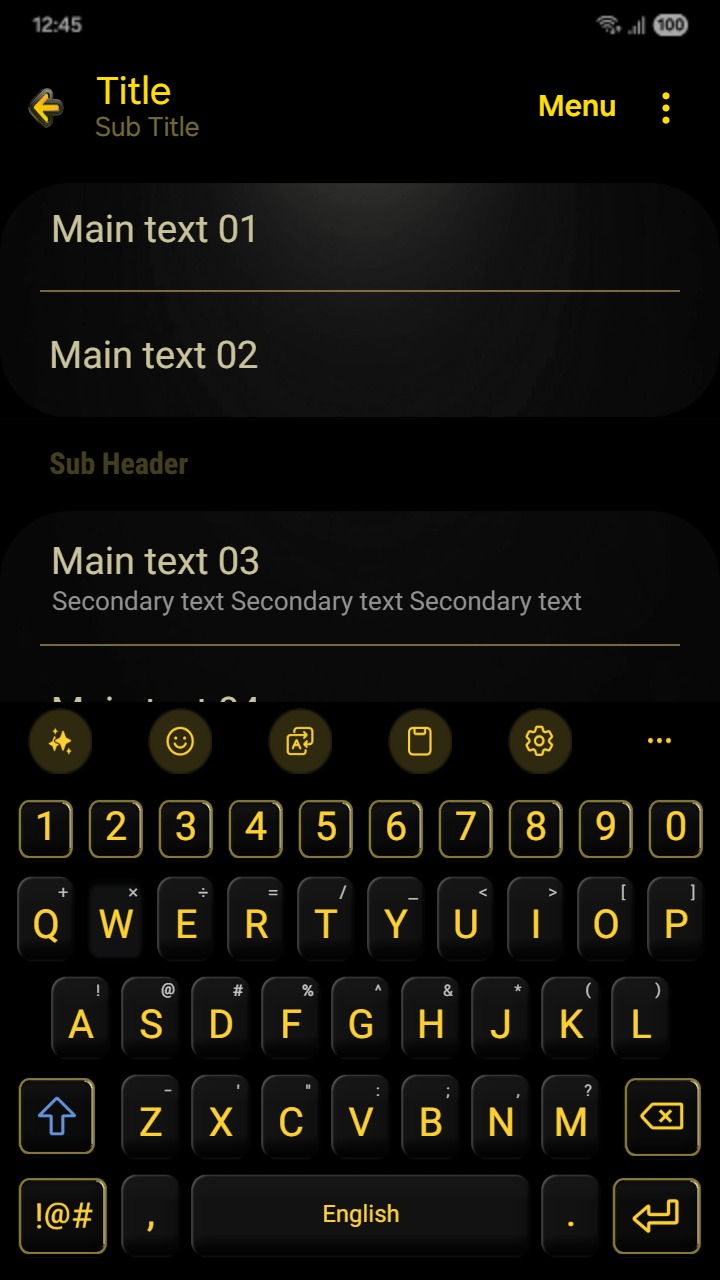 12:45
100
Title
Sub Title
Menu
Main text 01
Main text 02
Sub Header
Main text 03
Secondary text Secondary text Secondary text
1 2 3 4 5 6 7 8 9 0
+ × ÷ = / _ < > [ ]
Q W E R T Y U I O P
! @ # % ^ & * ( )
A S D F G H J K L
- ' " : ; , ?
Z X C V B N M
!@# , English .